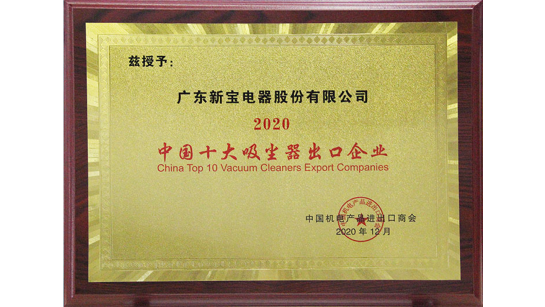 兹授予：
广东新宝电器股份有限公司
2020
中国十大吸尘器出口企业
China Top 10 Vacuum Cleaners Export Companies
中国机电产品进出口商会
2020 年 12 月